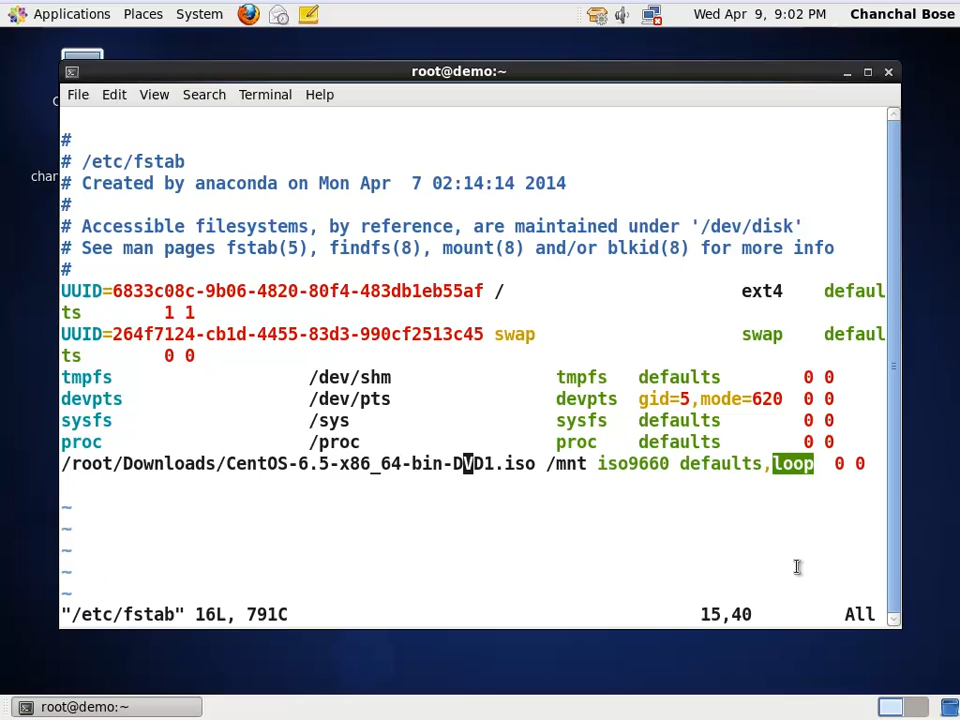 Applications Places System Wed Apr 9, 9:02 PM Chanchal Bose
root@demo:~
File Edit View Search Terminal Help
#
# /etc/fstab
# Created by anaconda on Mon Apr  7 02:14:14 2014
#
# Accessible filesystems, by reference, are maintained under '/dev/disk'
# See man pages fstab(5), findfs(8), mount(8) and/or blkid(8) for more info
#
UUID=6833c08c-9b06-4820-80f4-483db1eb55af / ext4 defaul
ts 1 1
UUID=264f7124-cb1d-4455-83d3-990cf2513c45 swap swap defaul
ts 0 0
tmpfs /dev/shm tmpfs defaults 0 0
devpts /dev/pts devpts gid=5,mode=620 0 0
sysfs /sys sysfs defaults 0 0
proc /proc proc defaults 0 0
/root/Downloads/CentOS-6.5-x86_64-bin-DVD1.iso /mnt iso9660 defaults,loop 0 0
~
~
~
~
~
"/etc/fstab" 16L, 791C 15,40 All
char
root@demo:~